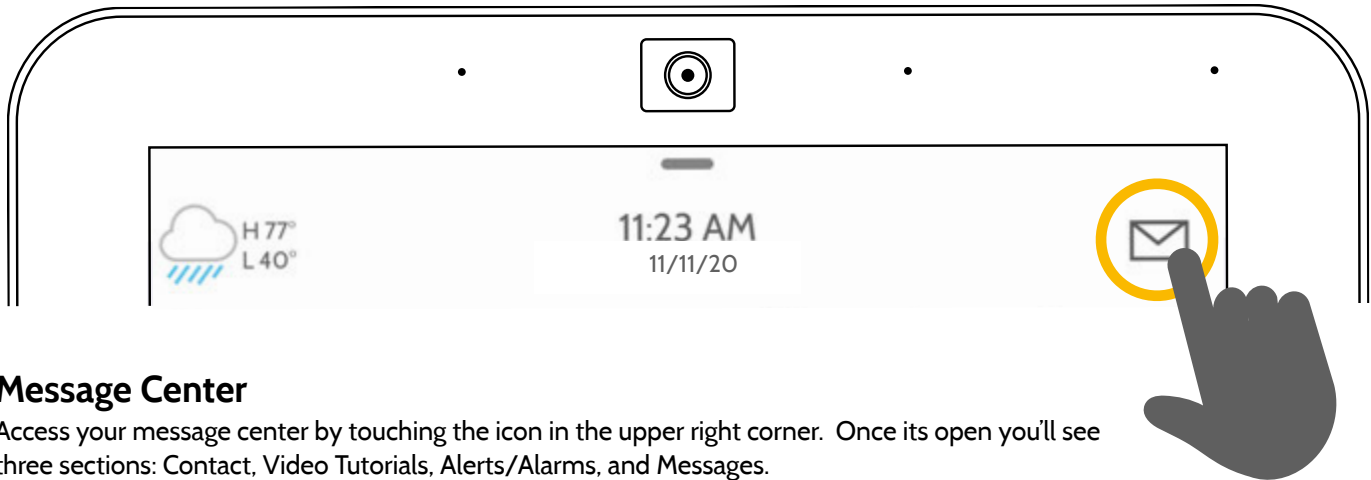 H 77°
L 40°
11:23 AM
11/11/20
Message Center
Access your message center by touching the icon in the upper right corner.  Once its open you'll see
three sections: Contact, Video Tutorials, Alerts/Alarms, and Messages.